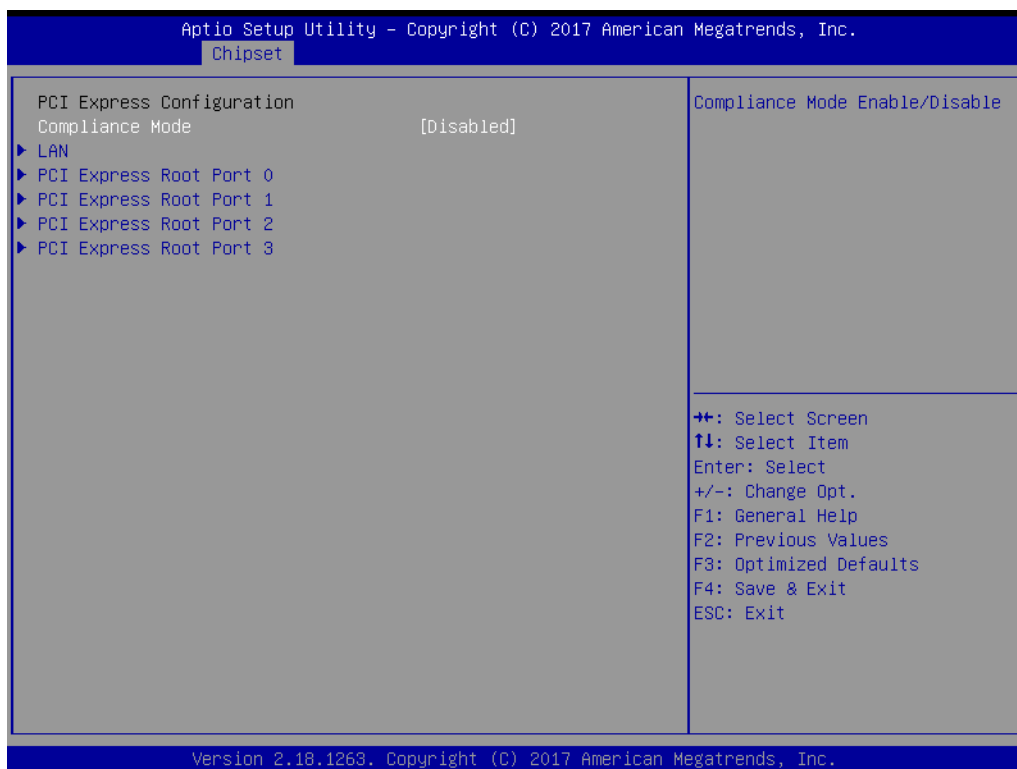 Aptio Setup Utility – Copyright (C) 2017 American Megatrends, Inc.
Chipset
PCI Express Configuration
Compliance Mode [Disabled]
▶ LAN
▶ PCI Express Root Port 0
▶ PCI Express Root Port 1
▶ PCI Express Root Port 2
▶ PCI Express Root Port 3
Compliance Mode Enable/Disable
→←: Select Screen
↑↓: Select Item
Enter: Select
+/-: Change Opt.
F1: General Help
F2: Previous Values
F3: Optimized Defaults
F4: Save & Exit
ESC: Exit
Version 2.18.1263. Copyright (C) 2017 American Megatrends, Inc.